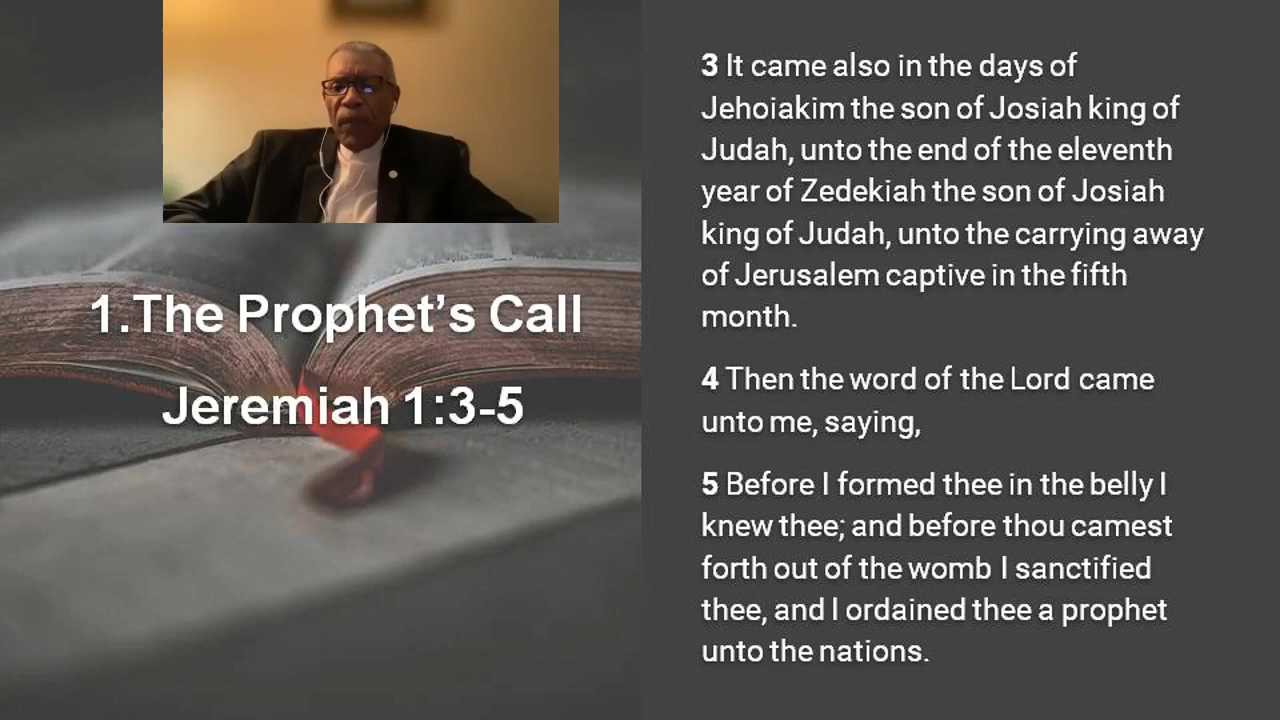 1.The Prophet’s Call
Jeremiah 1:3-5
3 It came also in the days of
Jehoiakim the son of Josiah king of
Judah, unto the end of the eleventh
year of Zedekiah the son of Josiah
king of Judah, unto the carrying away
of Jerusalem captive in the fifth
month.
4 Then the word of the Lord came
unto me, saying,
5 Before I formed thee in the belly I
knew thee; and before thou camest
forth out of the womb I sanctified
thee, and I ordained thee a prophet
unto the nations.